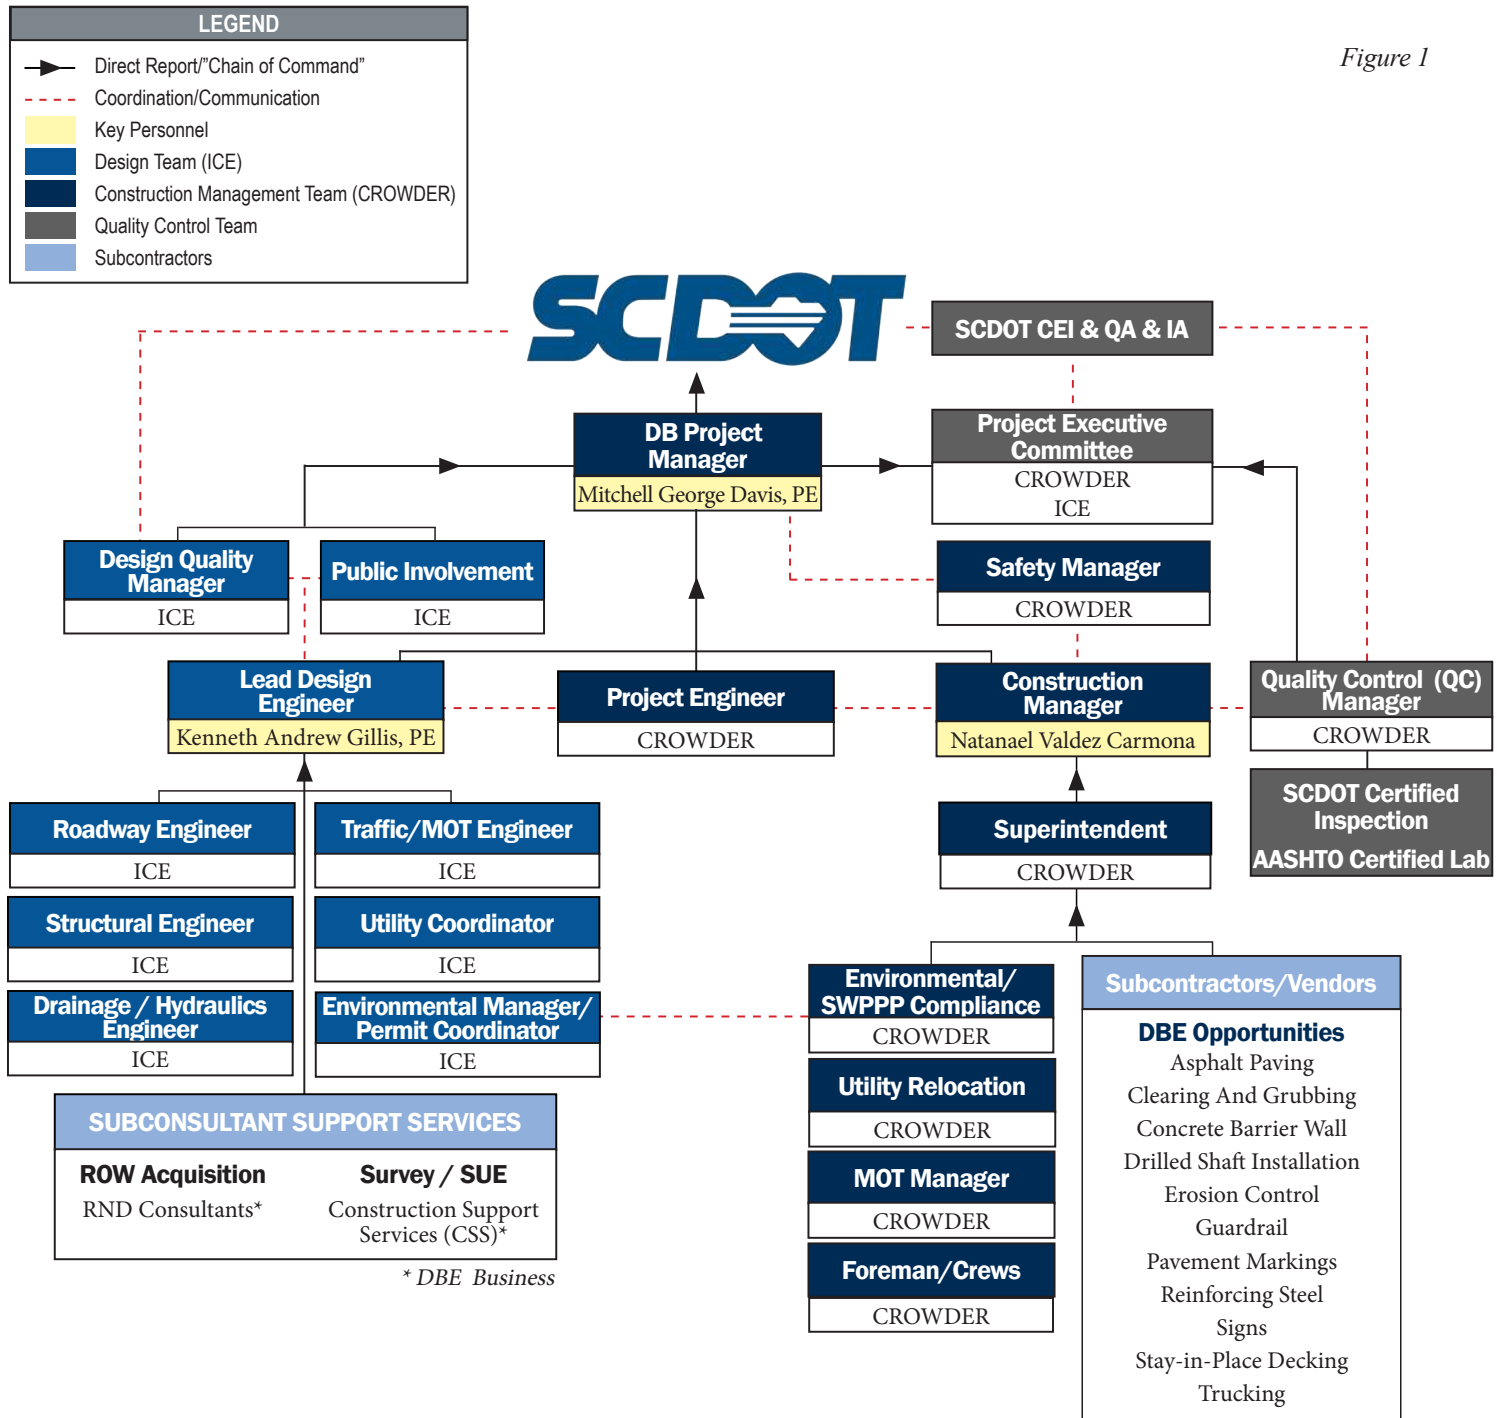 LEGEND
Direct Report/”Chain of Command”
Coordination/Communication
Key Personnel
Design Team (ICE)
Construction Management Team (CROWDER)
Quality Control Team
Subcontractors
Figure 1
SCDOT
SCDOT CEI & QA & IA
DB Project
Manager
Mitchell George Davis, PE
Project Executive
Committee
CROWDER
ICE
Design Quality
Manager
ICE
Public Involvement
ICE
Safety Manager
CROWDER
Lead Design
Engineer
Kenneth Andrew Gillis, PE
Project Engineer
CROWDER
Construction
Manager
Natanael Valdez Carmona
Quality Control (QC)
Manager
CROWDER
SCDOT Certified
Inspection
AASHTO Certified Lab
Roadway Engineer
ICE
Traffic/MOT Engineer
ICE
Superintendent
CROWDER
Structural Engineer
ICE
Utility Coordinator
ICE
Drainage / Hydraulics
Engineer
ICE
Environmental Manager/
Permit Coordinator
ICE
Environmental/
SWPPP Compliance
CROWDER
Utility Relocation
CROWDER
MOT Manager
CROWDER
Foreman/Crews
CROWDER
Subcontractors/Vendors
DBE Opportunities
Asphalt Paving
Clearing And Grubbing
Concrete Barrier Wall
Drilled Shaft Installation
Erosion Control
Guardrail
Pavement Markings
Reinforcing Steel
Signs
Stay-in-Place Decking
Trucking
SUBCONSULTANT SUPPORT SERVICES
ROW Acquisition
RND Consultants*
Survey / SUE
Construction Support
Services (CSS)*
* DBE Business